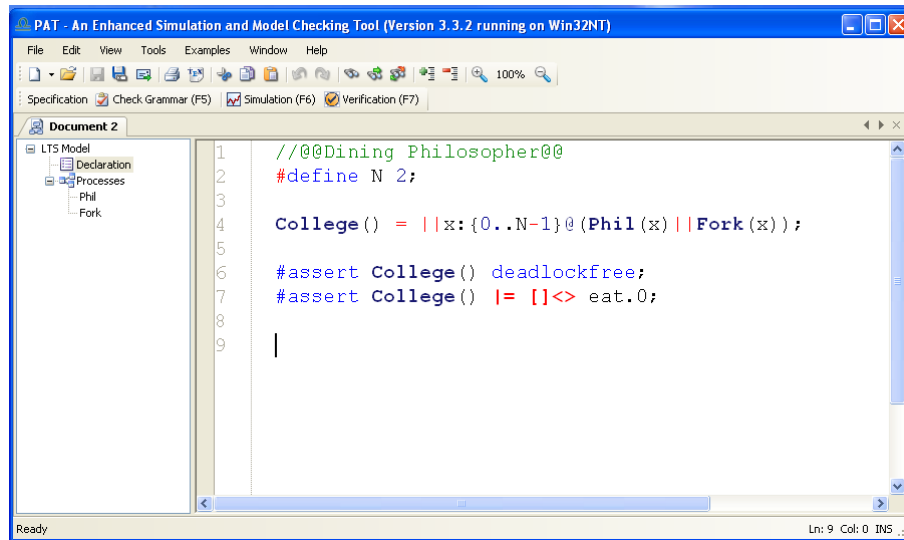 PAT - An Enhanced Simulation and Model Checking Tool (Version 3.3.2 running on Win32NT)
File Edit View Tools Examples Window Help
100%
Specification Check Grammar (F5) Simulation (F6) Verification (F7)
Document 2
LTS Model
Declaration
Processes
Phil
Fork
1 //@@Dining Philosopher@@
2 #define N 2;
3
4 College() = ||x:{0..N-1}@(Phil(x)||Fork(x));
5
6 #assert College() deadlockfree;
7 #assert College() |= []<> eat.0;
8
9
Ready Ln: 9 Col: 0 INS